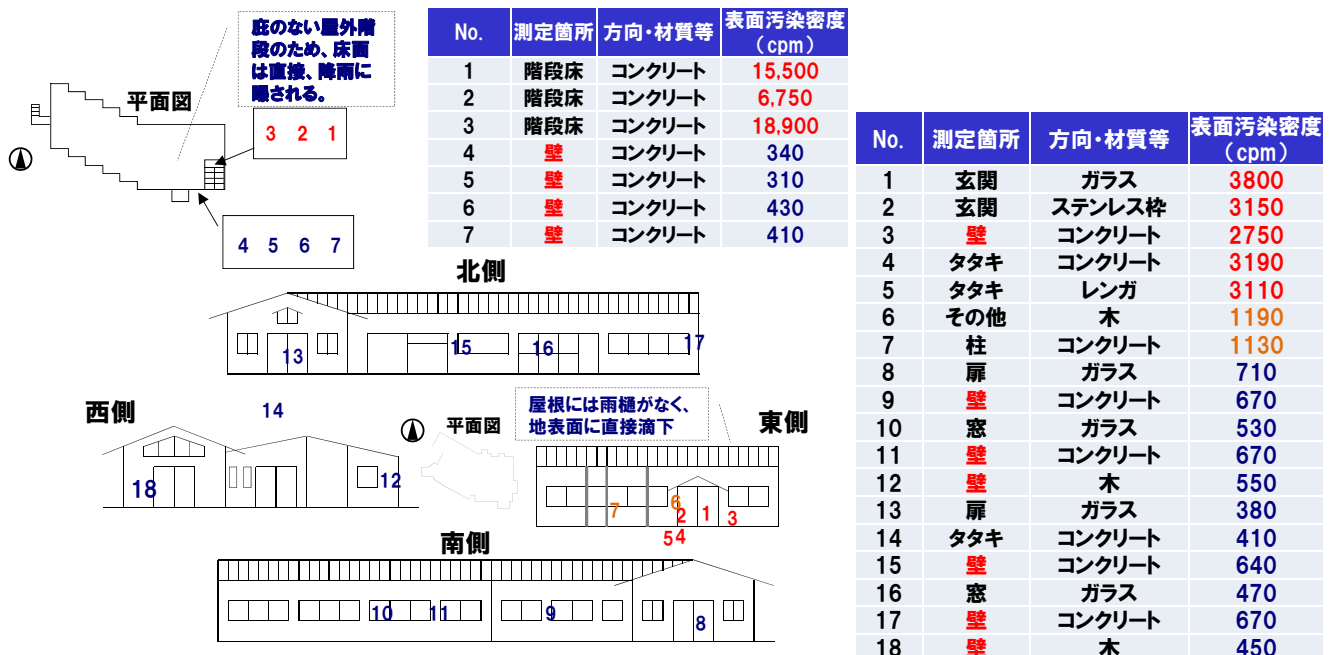 庇のない屋外階
段のため、床面
は直接、降雨に
曝される。
平面図
3 2 1
4 5 6 7
No. 測定箇所 方向・材質等 表面汚染密度
（cpm）
1 階段床 コンクリート 15,500
2 階段床 コンクリート 6,750
3 階段床 コンクリート 18,900
4 壁 コンクリート 340
5 壁 コンクリート 310
6 壁 コンクリート 430
7 壁 コンクリート 410
北側
13 15 16 17
西側
14
18 12
平面図
屋根には雨樋がなく、
地表面に直接滴下
東側
7 6 2 1 3
54
南側
10 11 9 8
No. 測定箇所 方向・材質等 表面汚染密度
（cpm）
1 玄関 ガラス 3800
2 玄関 ステンレス枠 3150
3 壁 コンクリート 2750
4 タタキ コンクリート 3190
5 タタキ レンガ 3110
6 その他 木 1190
7 柱 コンクリート 1130
8 扉 ガラス 710
9 壁 コンクリート 670
10 窓 ガラス 530
11 壁 コンクリート 670
12 壁 木 550
13 扉 ガラス 380
14 タタキ コンクリート 410
15 壁 コンクリート 640
16 窓 ガラス 470
17 壁 コンクリート 670
18 壁 木 450